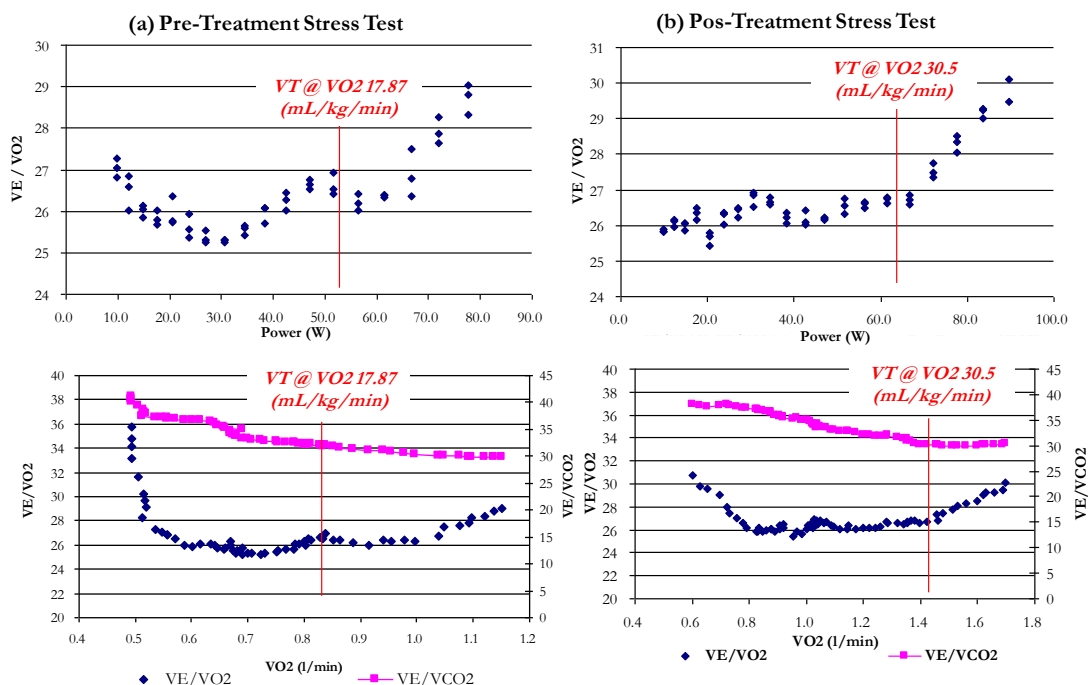 (a) Pre-Treatment Stress Test
(b) Pos-Treatment Stress Test
30
29
28
27
26
25
24
VE / VO2
VT @ VO2 17.87
(mL/kg/min)
0.0 10.0 20.0 30.0 40.0 50.0 60.0 70.0 80.0 90.0
Power (W)
31
30
29
28
27
26
25
24
VE / VO2
VT @ VO2 30.5
(mL/kg/min)
0.0 20.0 40.0 60.0 80.0 100.0
Power (W)
40
38
36
34
32
30
28
26
24
22
20
VE/VO2
VT @ VO2 17.87
(mL/kg/min)
45
40
35
30
25
20
15
10
5
0
VE/VCO2
0.4 0.5 0.6 0.7 0.8 0.9 1.0 1.1 1.2
VO2 (l/min)
VE/VO2
VE/VCO2
40
38
36
34
32
30
28
26
24
22
20
VE/VO2
VT @ VO2 30.5
(mL/kg/min)
45
40
35
30
25
20
15
10
5
0
VE/VCO2
0.4 0.6 0.8 1.0 1.2 1.4 1.6 1.8
VO2 (l/min)
VE/VO2
VE/VCO2